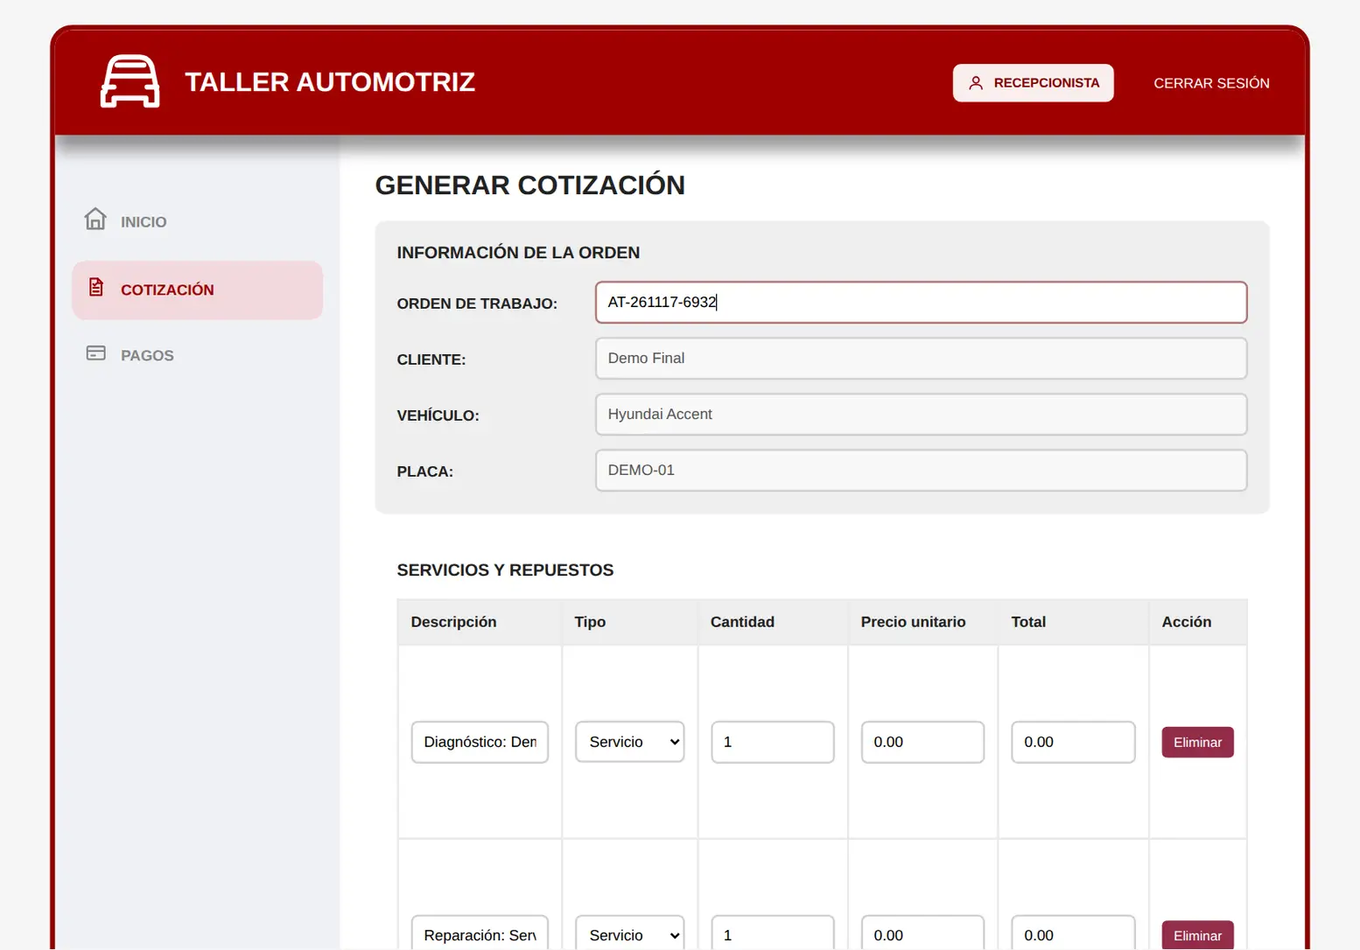 TALLER AUTOMOTRIZ
RECEPCIONISTA
CERRAR SESIÓN
INICIO
COTIZACIÓN
PAGOS
GENERAR COTIZACIÓN
INFORMACIÓN DE LA ORDEN
ORDEN DE TRABAJO: AT-261117-6932
CLIENTE: Demo Final
VEHÍCULO: Hyundai Accent
PLACA: DEMO-01
SERVICIOS Y REPUESTOS
Descripción Tipo Cantidad Precio unitario Total Acción
Diagnóstico: Den Servicio 1 0.00 0.00 Eliminar
Reparación: Serv Servicio 1 0.00 0.00 Eliminar